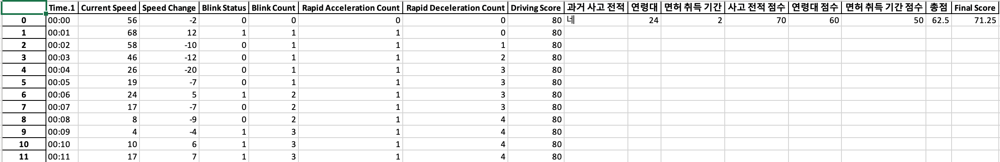 Time.1 Current Speed Speed Change Blink Status Blink Count Rapid Acceleration Count Rapid Deceleration Count Driving Score 과거 사고 전적 연령대 면허 취득 기간 사고 전적 점수 연령대 점수 면허 취득 기간 점수 총점 Final Score
0 00:00 56 -2 0 0 0 0 80 네 24 2 70 60 50 62.5 71.25
1 00:01 68 12 1 1 1 0 80
2 00:02 58 -10 0 1 1 1 80
3 00:03 46 -12 0 1 1 2 80
4 00:04 26 -20 0 1 1 3 80
5 00:05 19 -7 0 1 1 3 80
6 00:06 24 5 1 2 1 3 80
7 00:07 17 -7 0 2 1 3 80
8 00:08 8 -9 0 2 1 4 80
9 00:09 4 -4 1 3 1 4 80
10 00:10 10 6 1 3 1 4 80
11 00:11 17 7 1 3 1 4 80